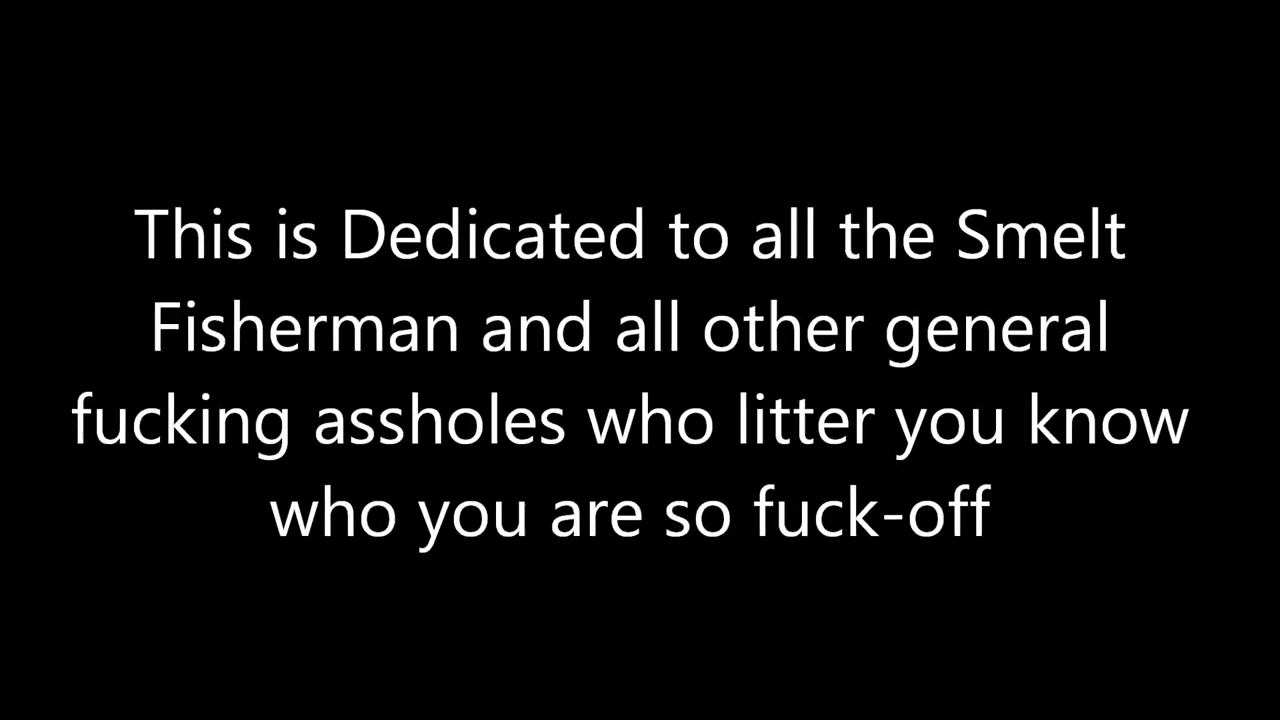 This is Dedicated to all the Smelt
Fisherman and all other general
fucking assholes who litter you know
who you are so fuck-off